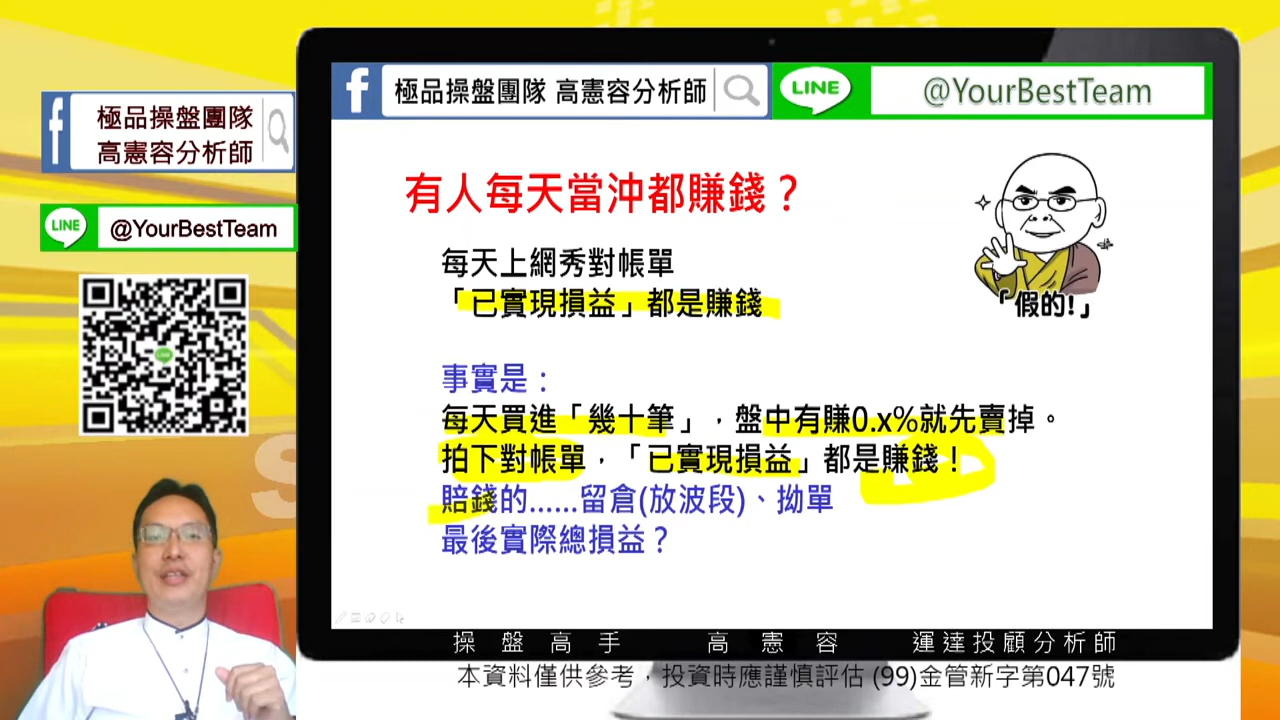 極品操盤團隊
高憲容分析師
LINE
@YourBestTeam
極品操盤團隊 高憲容分析師
LINE
@YourBestTeam
有人每天當沖都賺錢？
每天上網秀對帳單
「已實現損益」都是賺錢
「假的!」
事實是：
每天買進「幾十筆」，盤中有賺0.x%就先賣掉。
拍下對帳單，「已實現損益」都是賺錢！
賠錢的......留倉(放波段)、拗單
最後實際總損益？
操盤高手 高憲容 運達投顧分析師
本資料僅供參考，投資時應謹慎評估 (99)金管新字第047號